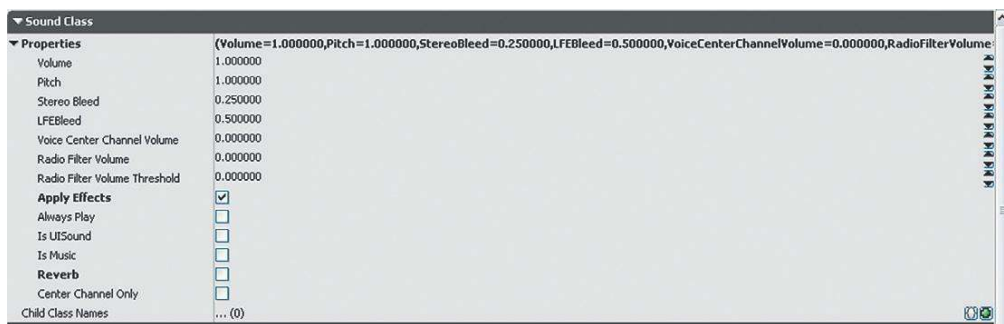 Sound Class
Properties (Volume=1.000000,Pitch=1.000000,StereoBleed=0.250000,LFEBleed=0.500000,VoiceCenterChannelVolume=0.000000,RadioFilterVolume=
Volume 1.000000
Pitch 1.000000
Stereo Bleed 0.250000
LFEBleed 0.500000
Voice Center Channel Volume 0.000000
Radio Filter Volume 0.000000
Radio Filter Volume Threshold 0.000000
Apply Effects
Always Play
Is UISound
Is Music
Reverb
Center Channel Only
Child Class Names ... (0)